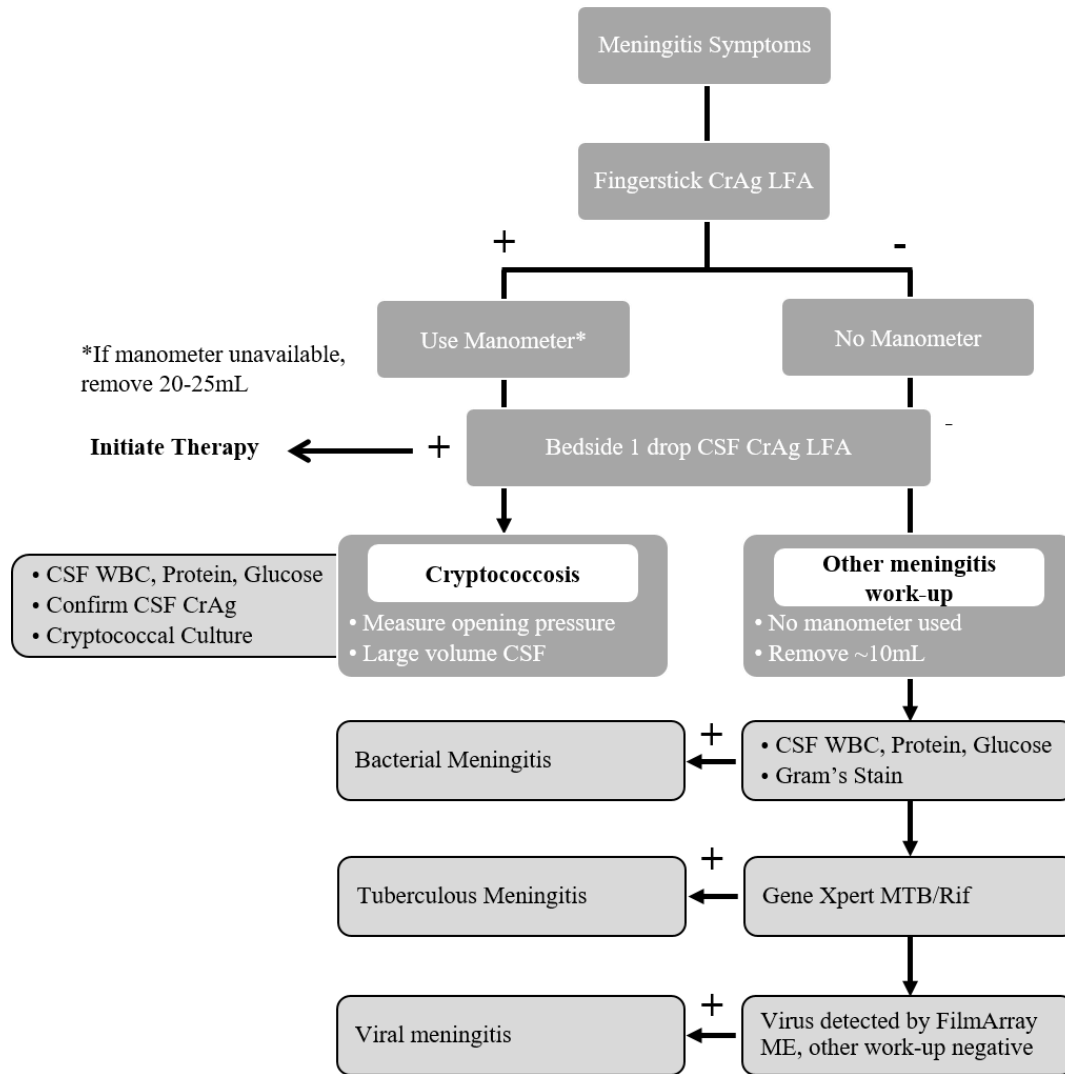 Meningitis Symptoms
Fingerstick CrAg LFA
+
-
Use Manometer*
No Manometer
*If manometer unavailable,
remove 20-25mL
Initiate Therapy
+
Bedside 1 drop CSF CrAg LFA
-
• CSF WBC, Protein, Glucose
• Confirm CSF CrAg
• Cryptococcal Culture
Cryptococcosis
• Measure opening pressure
• Large volume CSF
Other meningitis
work-up
• No manometer used
• Remove ~10mL
Bacterial Meningitis
+
• CSF WBC, Protein, Glucose
• Gram’s Stain
Tuberculous Meningitis
+
Gene Xpert MTB/Rif
Viral meningitis
+
Virus detected by FilmArray
ME, other work-up negative